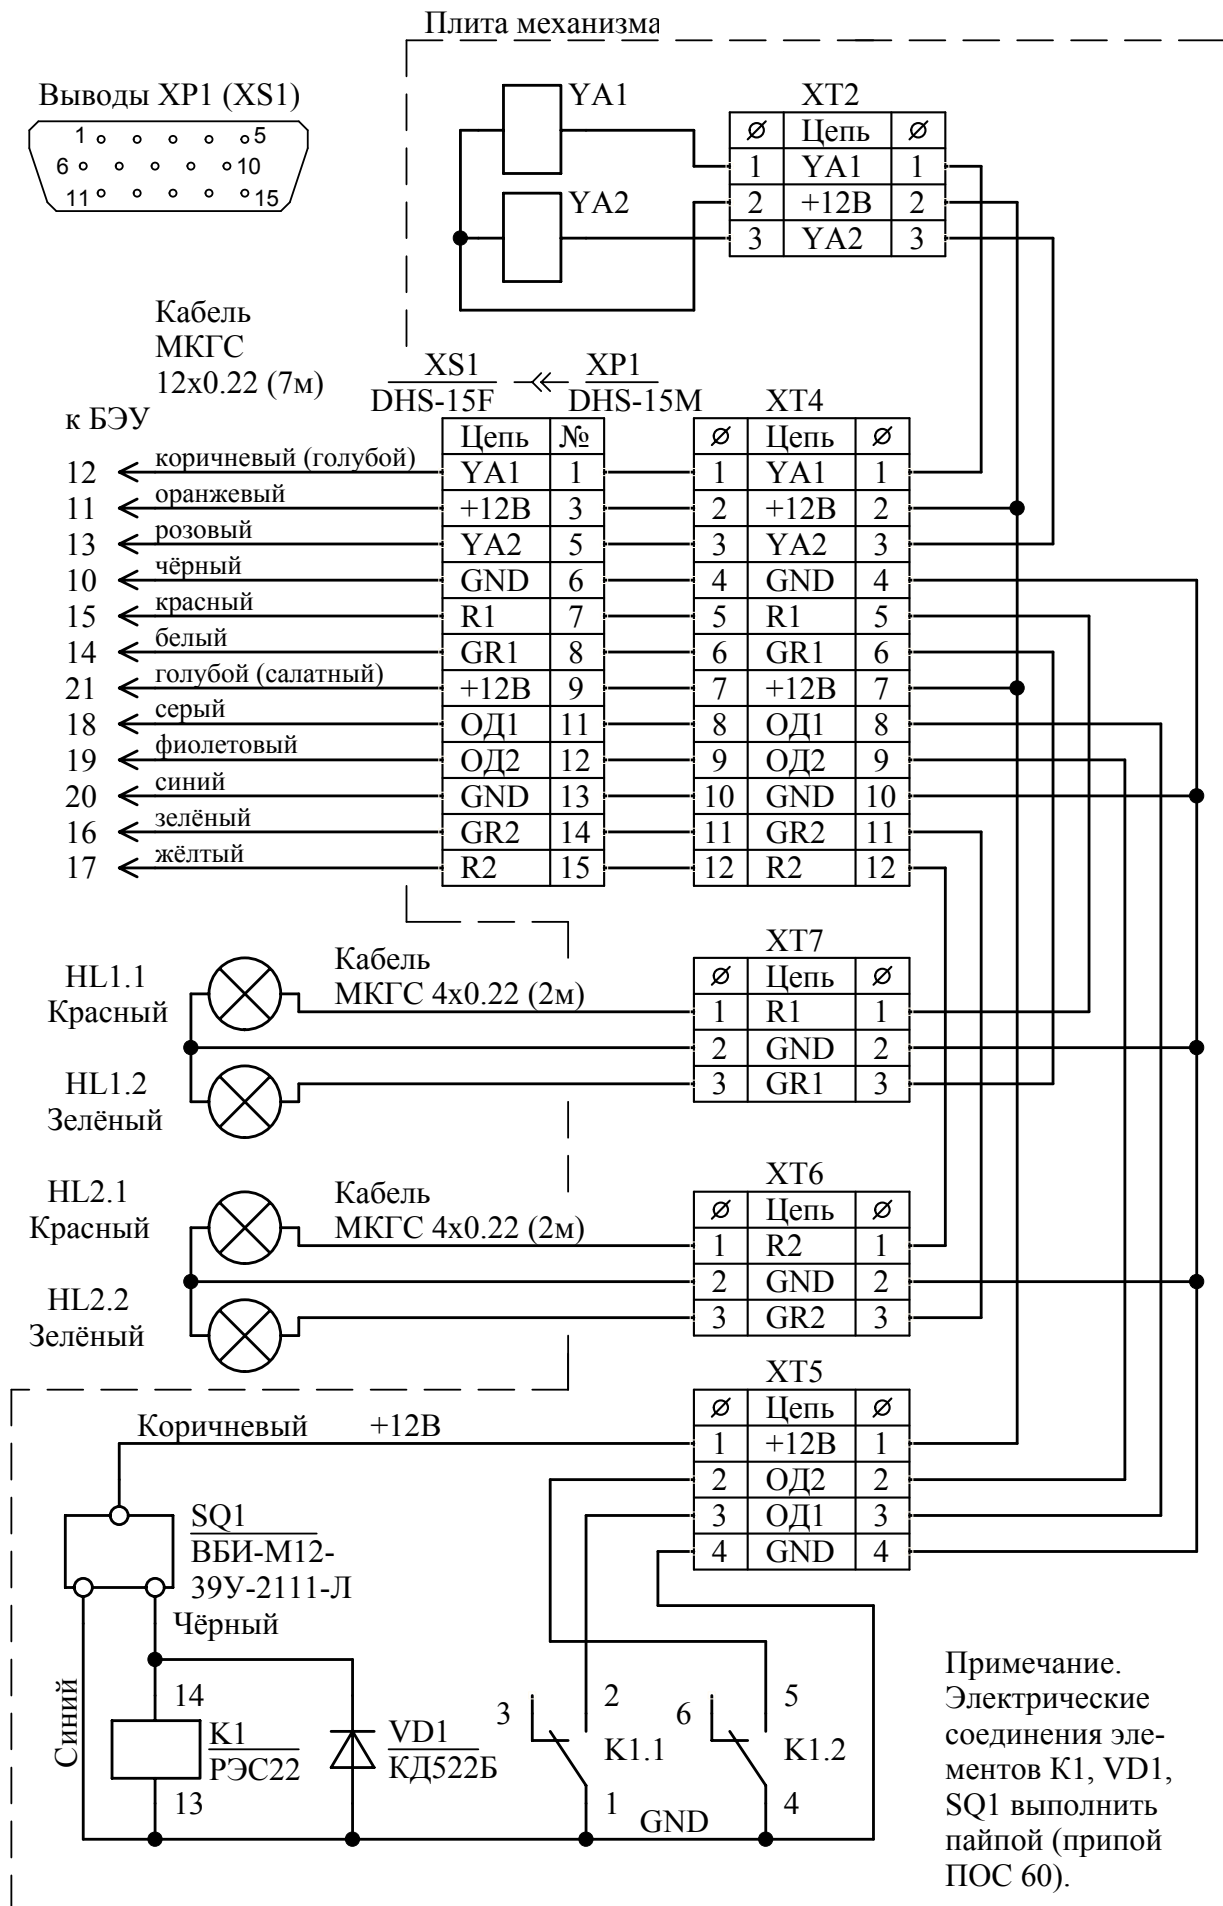 Плита механизма
Выводы XP1 (XS1)
1 5
6 10
11 15
YA1
YA2
XT2
Ø Цепь Ø
1 YA1 1
2 +12В 2
3 YA2 3
Кабель
МКГС
12х0.22 (7м)
к БЭУ
XS1
DHS-15F
XP1
DHS-15M
XT4
Цепь № Ø Цепь Ø
12 коричневый (голубой) YA1 1 1 YA1 1
11 оранжевый +12В 3 2 +12В 2
13 розовый YA2 5 3 YA2 3
10 чёрный GND 6 4 GND 4
15 красный R1 7 5 R1 5
14 белый GR1 8 6 GR1 6
21 голубой (салатный) +12В 9 7 +12В 7
18 серый ОД1 11 8 ОД1 8
19 фиолетовый ОД2 12 9 ОД2 9
20 синий GND 13 10 GND 10
16 зелёный GR2 14 11 GR2 11
17 жёлтый R2 15 12 R2 12
HL1.1
Красный
HL1.2
Зелёный
Кабель
МКГС 4х0.22 (2м)
XT7
Ø Цепь Ø
1 R1 1
2 GND 2
3 GR1 3
HL2.1
Красный
HL2.2
Зелёный
Кабель
МКГС 4х0.22 (2м)
XT6
Ø Цепь Ø
1 R2 1
2 GND 2
3 GR2 3
XT5
Ø Цепь Ø
1 +12В 1
2 ОД2 2
3 ОД1 3
4 GND 4
Коричневый +12В
SQ1
ВБИ-М12-
39У-2111-Л
Чёрный
Синий
14
K1
РЭС22
13
VD1
КД522Б
3 2
K1.1
1
GND
6 5
K1.2
4
Примечание.
Электрические
соединения эле-
ментов К1, VD1,
SQ1 выполнить
пайпой (припой
ПОС 60).